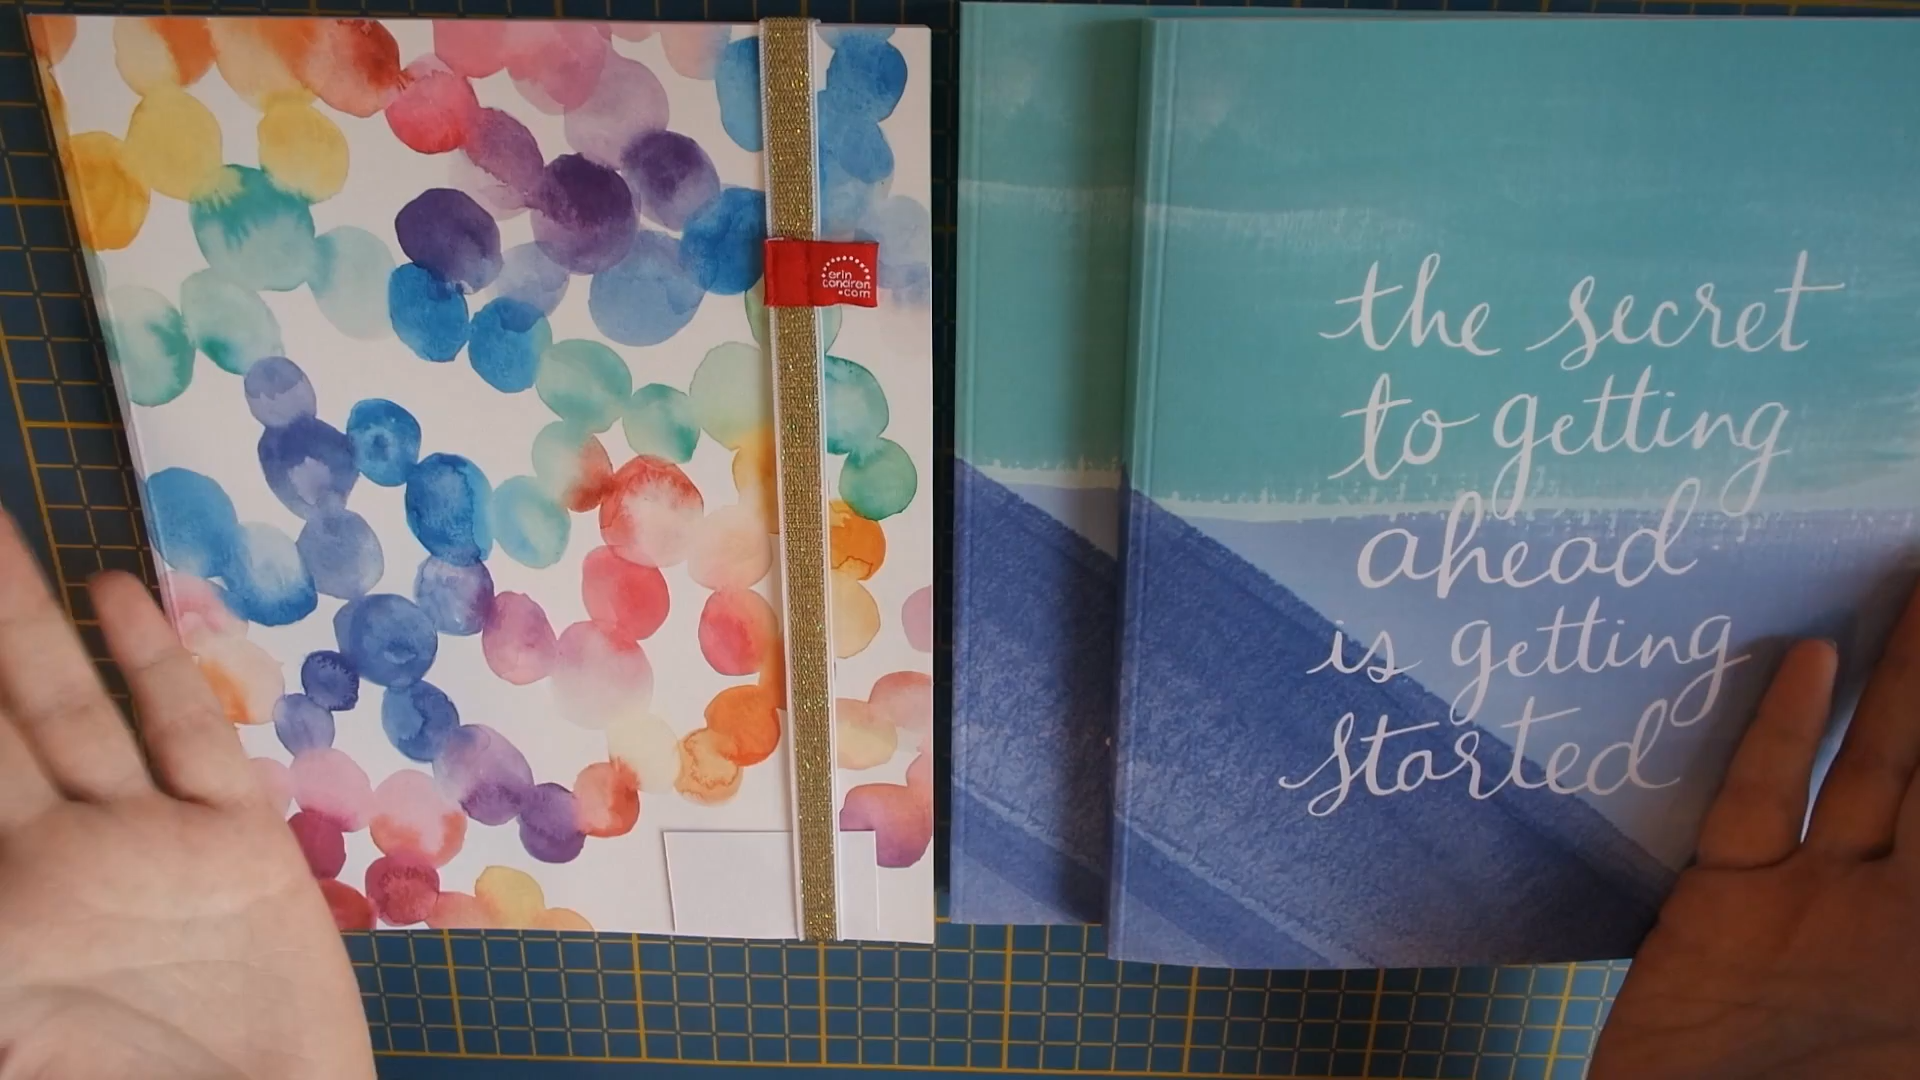 erin
condren
.com
the secret
to getting
ahead
is getting
started